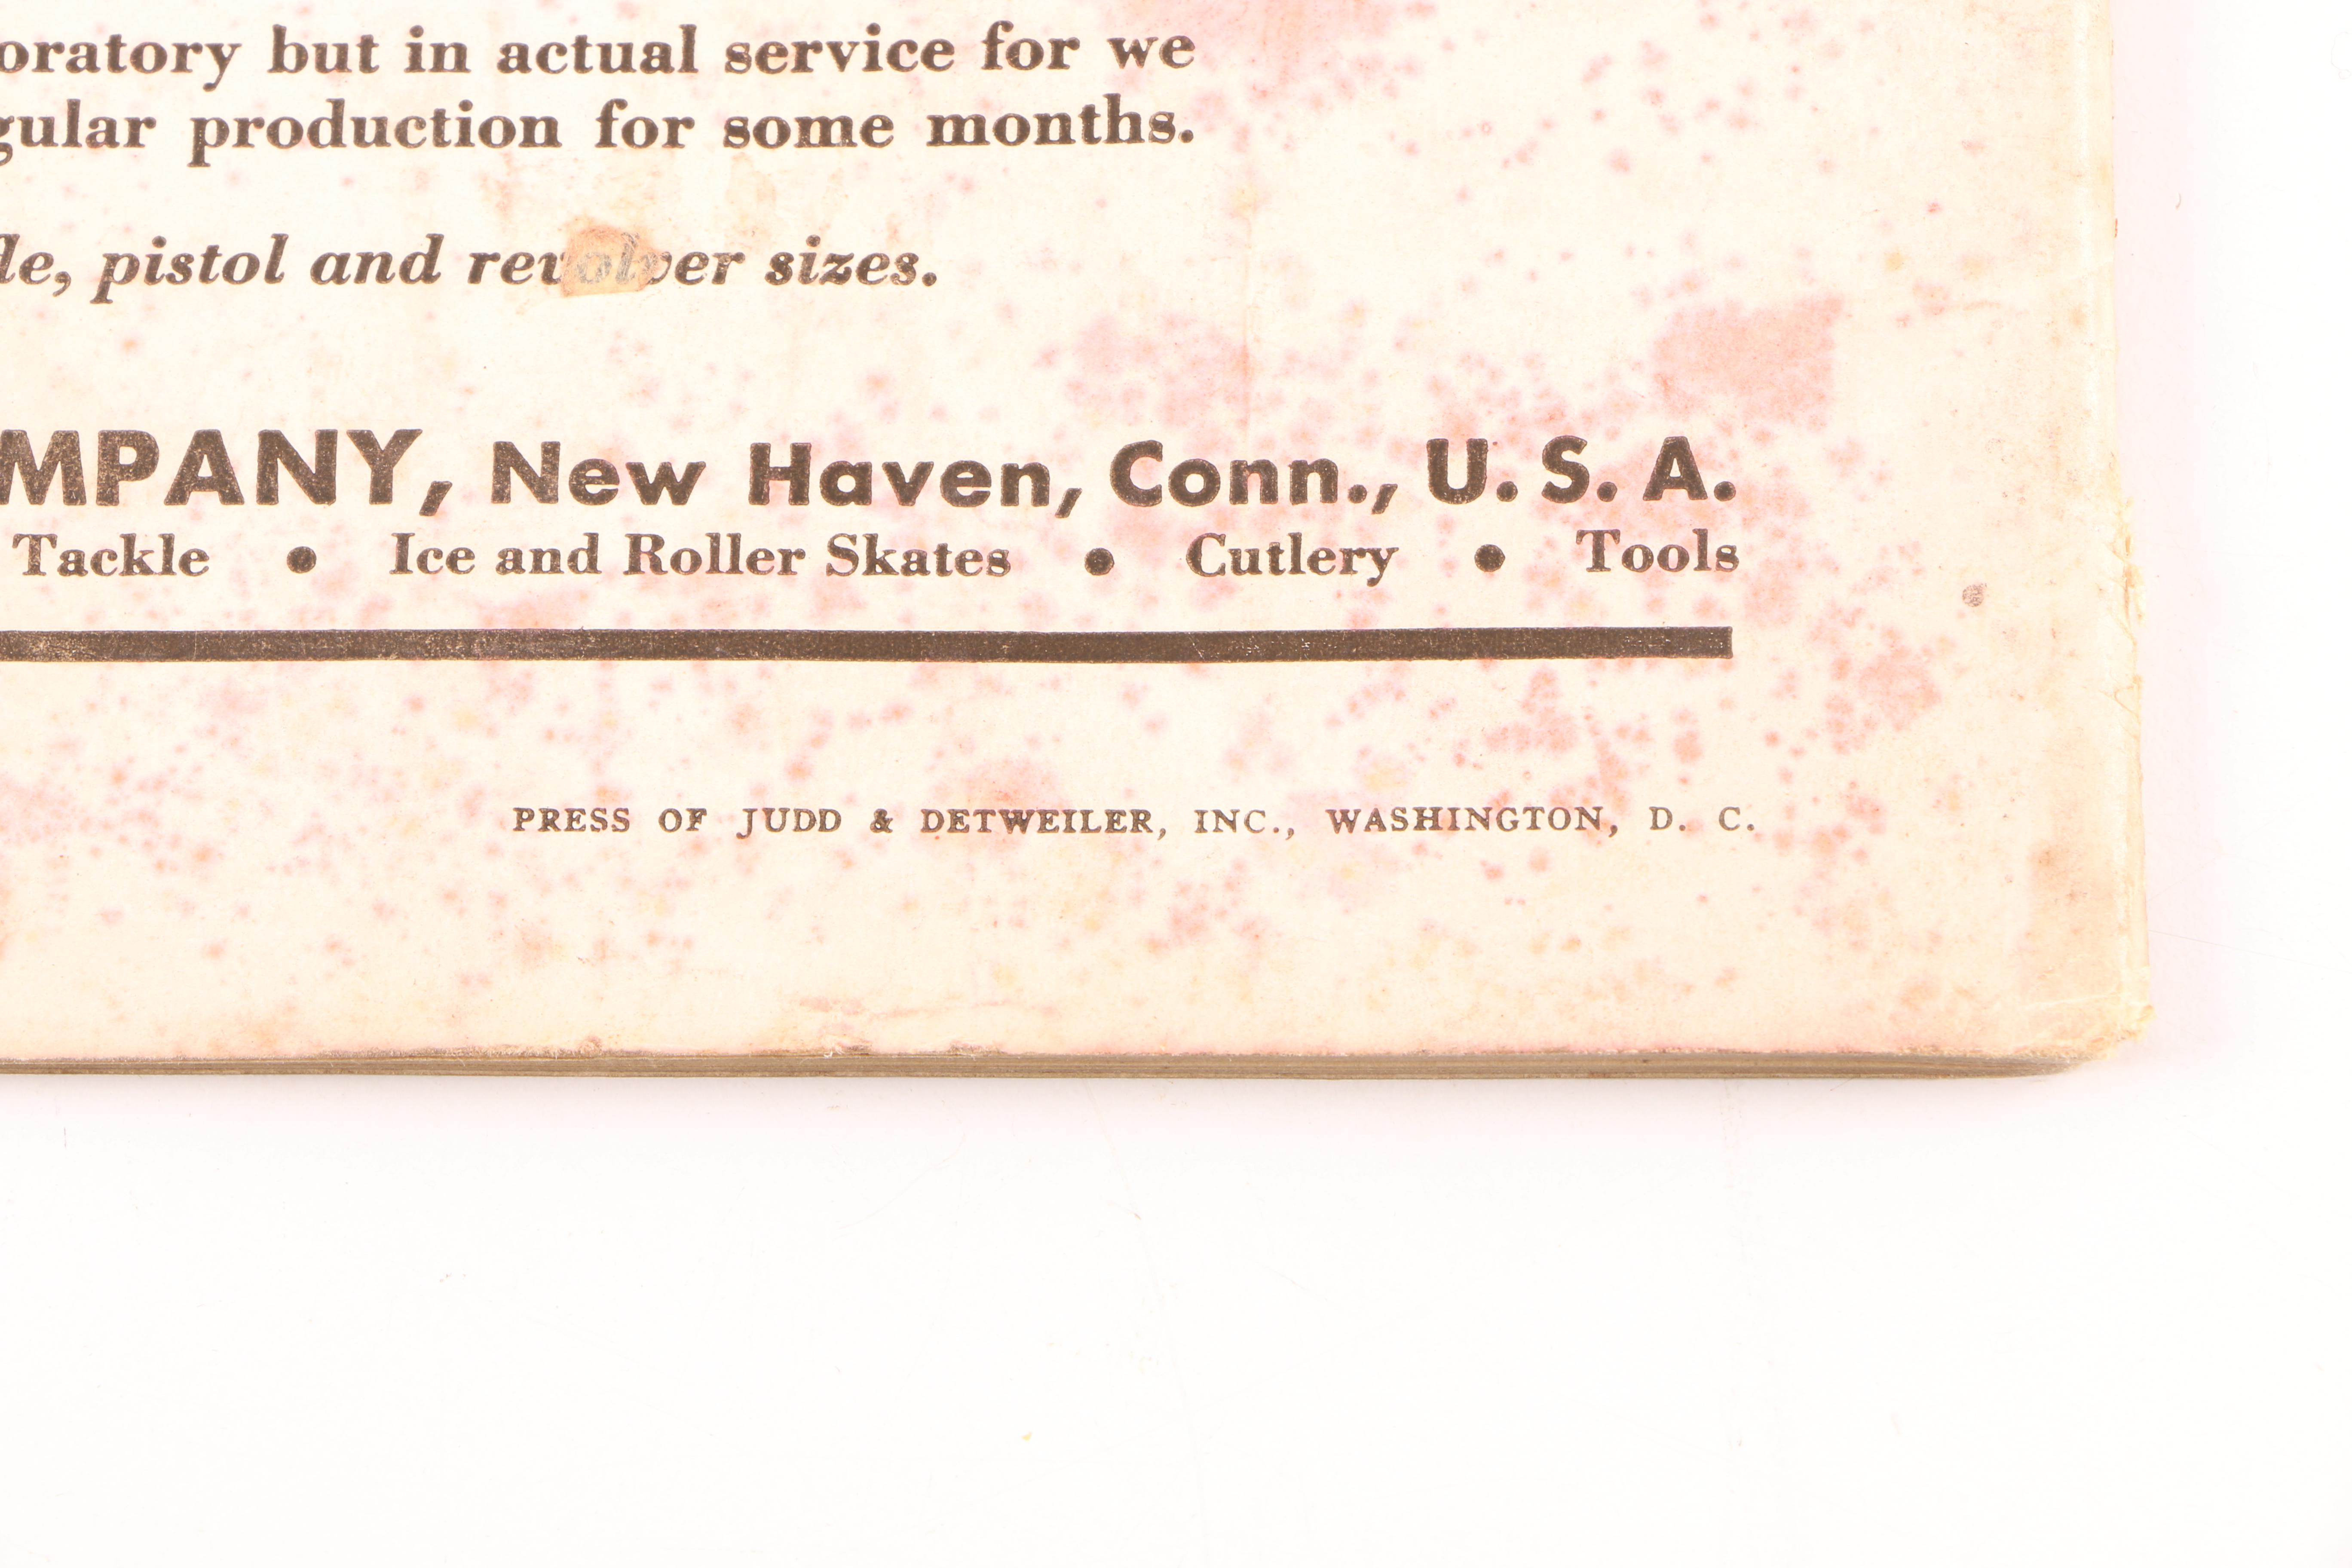 oratory but in actual service for we
gular production for some months.
le, pistol and revolver sizes.
MPANY, New Haven, Conn., U. S. A.
Tackle • Ice and Roller Skates • Cutlery • Tools
PRESS OF JUDD & DETWEILER, INC., WASHINGTON, D. C.